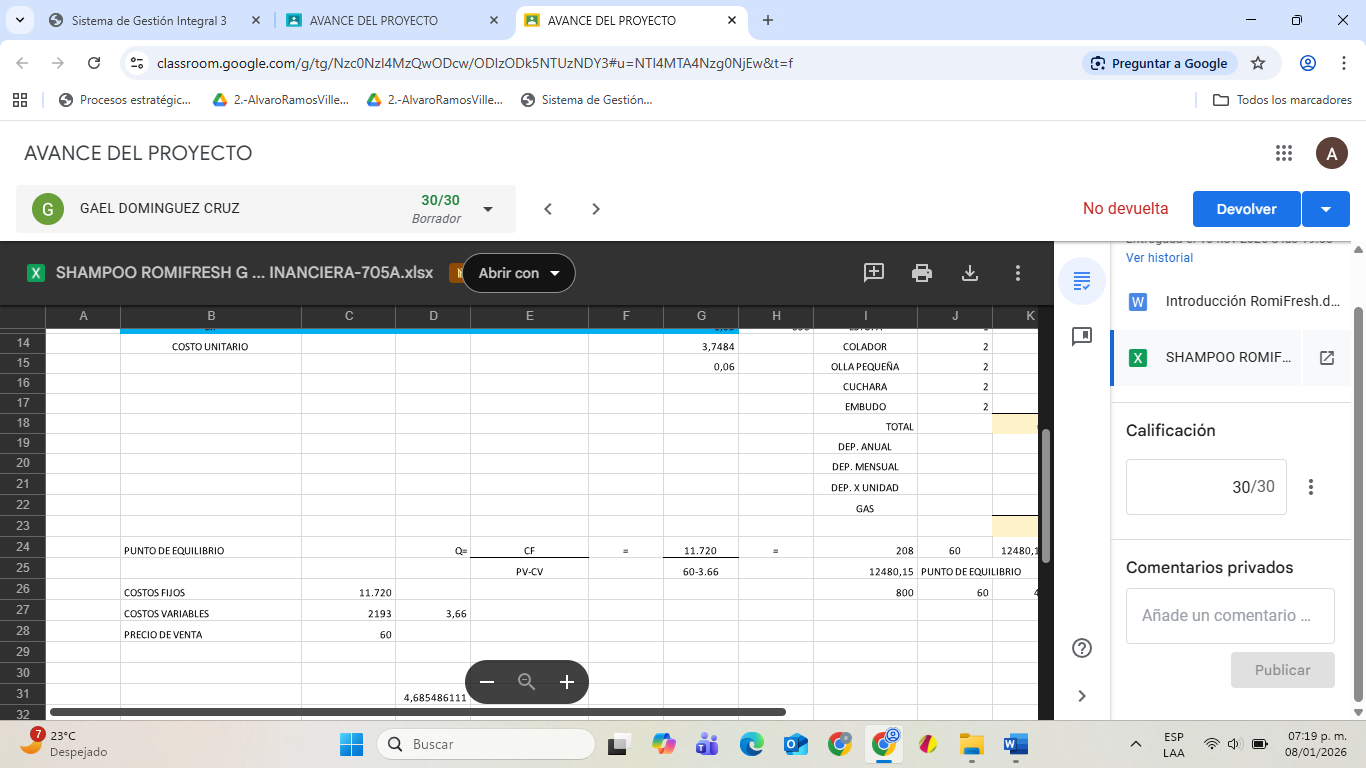 Sistema de Gestión Integral 3
AVANCE DEL PROYECTO
AVANCE DEL PROYECTO
classroom.google.com/g/tg/Nzc0NzI4MzQwODcw/ODIzODk5NTUzNDY3#u=NTI4MTA4Nzg0NjEw&t=f
Preguntar a Google
Procesos estratégic...
2.-AlvaroRamosVille...
2.-AlvaroRamosVille...
Sistema de Gestión...
Todos los marcadores
AVANCE DEL PROYECTO
A
G
GAEL DOMINGUEZ CRUZ
30/30
Borrador
No devuelta
Devolver
X SHAMPOO ROMIFRESH G ... INANCIERA-705A.xlsx
Abrir con
Ver historial
W Introducción RomiFresh.d...
X SHAMPOO ROMIF...
Calificación
30/30
Comentarios privados
Añade un comentario ...
Publicar
A B C D E F G H I J K
14 COSTO UNITARIO 3,7484 COLADOR 2
15 0,06 OLLA PEQUEÑA 2
16 CUCHARA 2
17 EMBUDO 2
18 TOTAL
19 DEP. ANUAL
20 DEP. MENSUAL
21 DEP. X UNIDAD
22 GAS
23
24 PUNTO DE EQUILIBRIO Q= CF = 11.720 = 208 60 12480,1
25 PV-CV 60-3.66 12480,15 PUNTO DE EQUILIBRIO
26 COSTOS FIJOS 11.720 800 60 4
27 COSTOS VARIABLES 2193 3,66
28 PRECIO DE VENTA 60
29
30
31 4,685486111
32
7
23°C
Despejado
Buscar
ESP
LAA
07:19 p. m.
08/01/2026